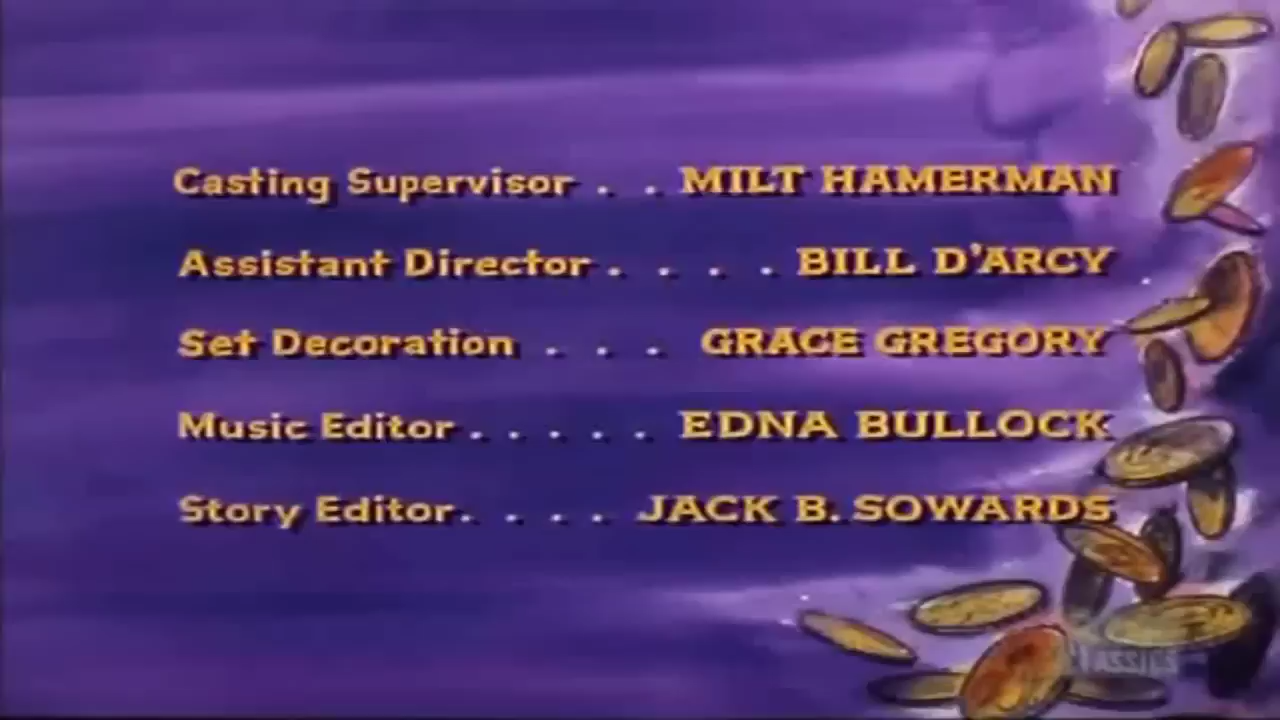 Casting Supervisor . . MILT HAMERMAN
Assistant Director . . . . BILL D'ARCY
Set Decoration . . . GRACE GREGORY
Music Editor . . . . . EDNA BULLOCK
Story Editor . . . . JACK B. SOWARDS